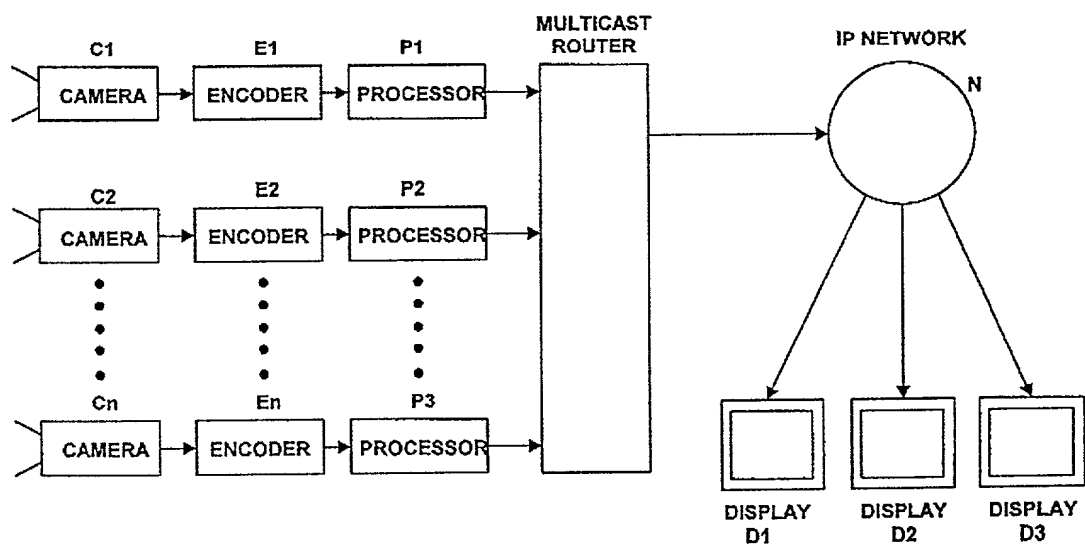 MULTICAST
ROUTER
IP NETWORK
N
C1 E1 P1
CAMERA ENCODER PROCESSOR
C2 E2 P2
CAMERA ENCODER PROCESSOR
Cn En P3
CAMERA ENCODER PROCESSOR
DISPLAY
D1
DISPLAY
D2
DISPLAY
D3